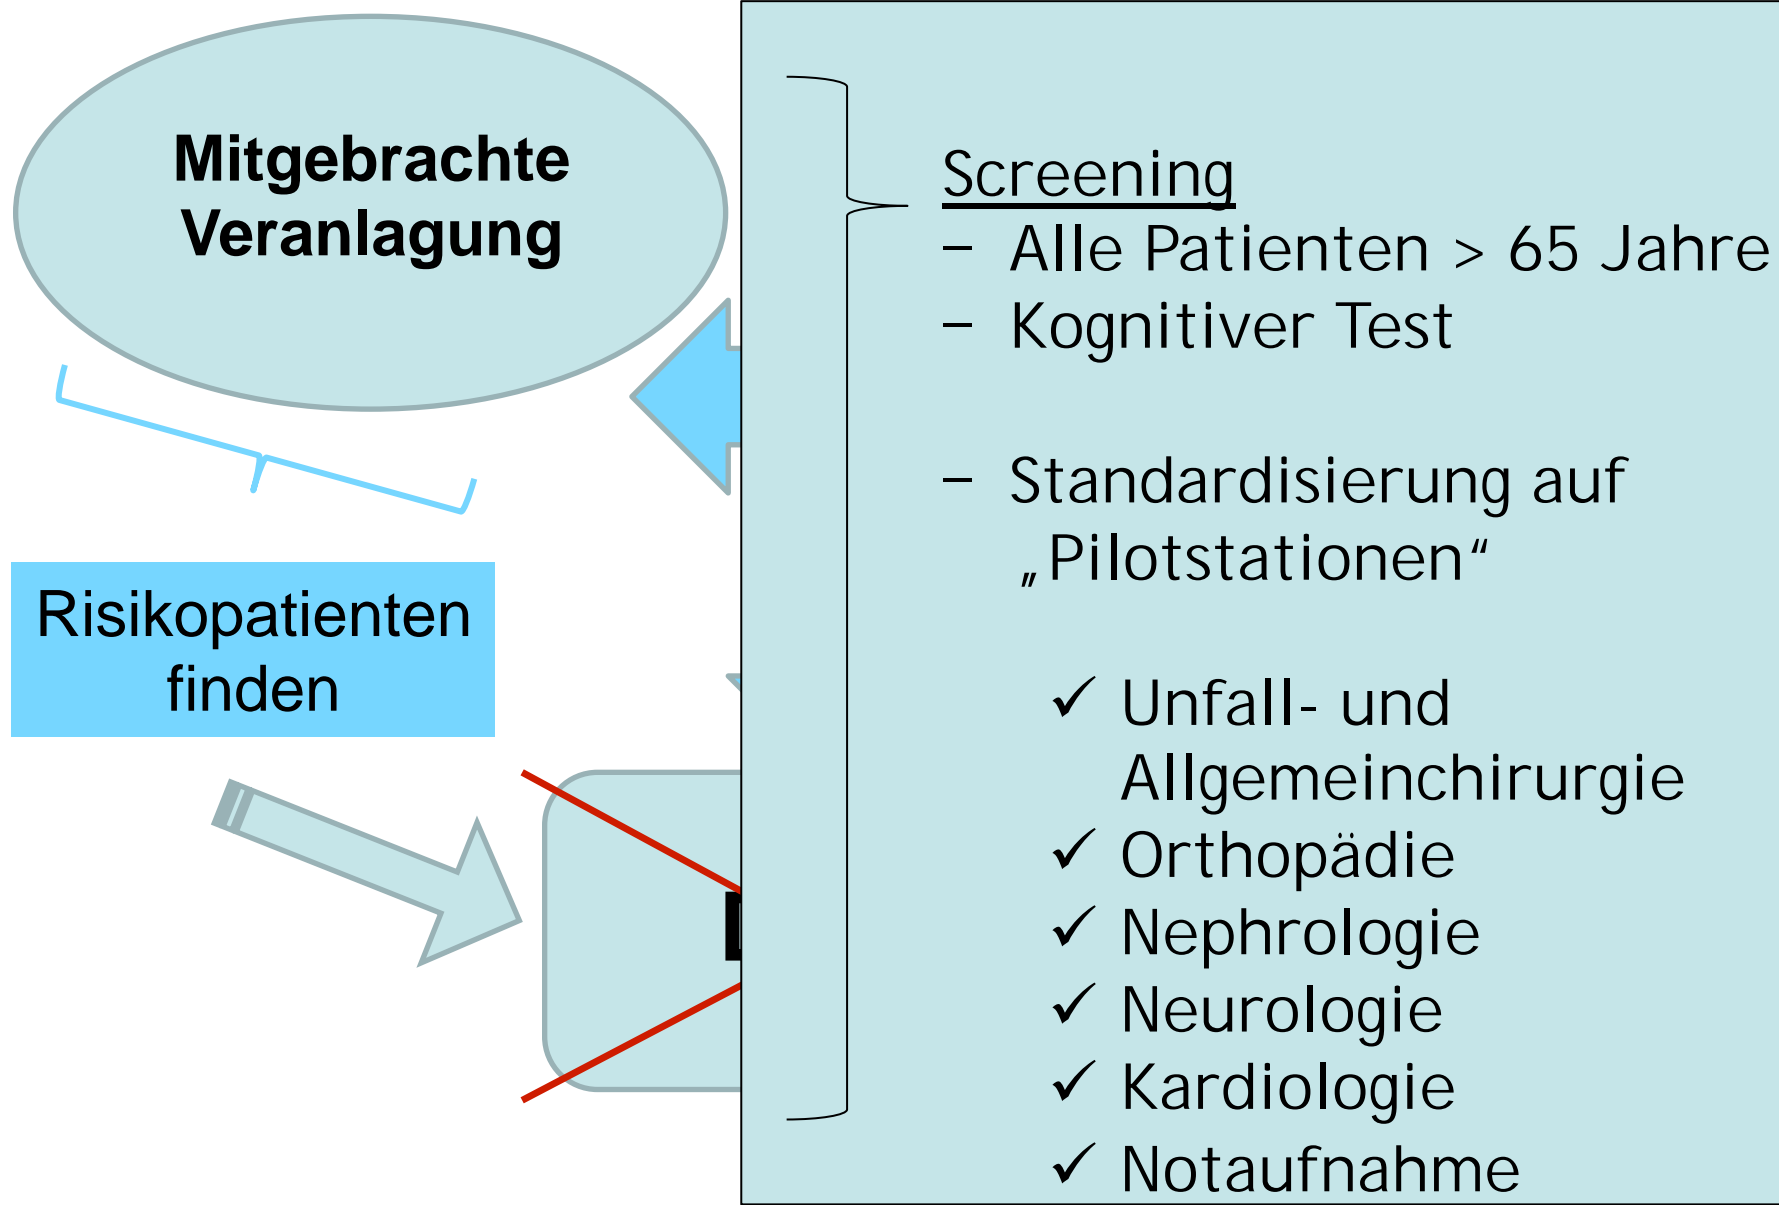 Mitgebrachte
Veranlagung
Risikopatienten
finden
Screening
– Alle Patienten > 65 Jahre
– Kognitiver Test
– Standardisierung auf
„Pilotstationen“
✓ Unfall- und
Allgemeinchirurgie
✓ Orthopädie
✓ Nephrologie
✓ Neurologie
✓ Kardiologie
✓ Notaufnahme